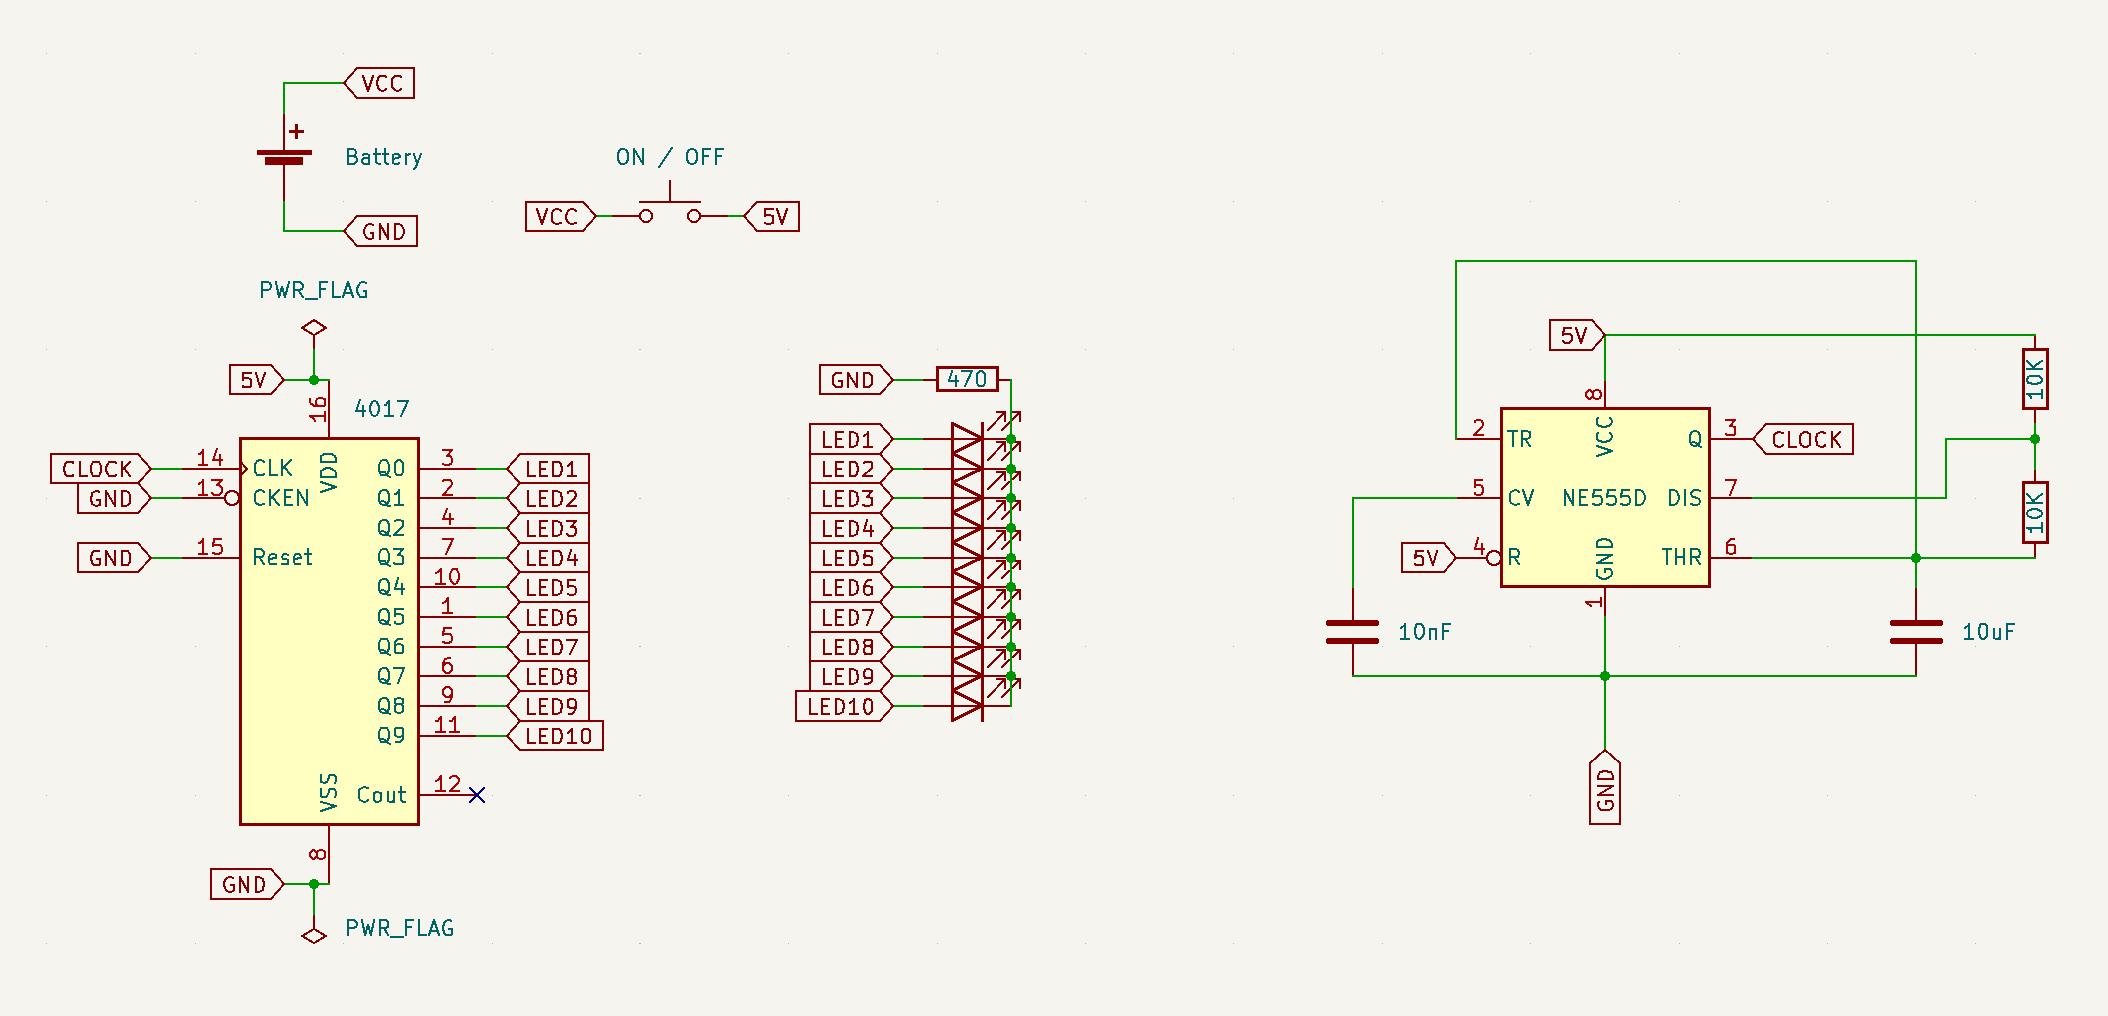 VCC
+
Battery
GND
ON / OFF
VCC
5V
PWR_FLAG
5V
16
4017
CLOCK
14
CLK
VDD
Q0
3
LED1
GND
13
CKEN
Q1
2
LED2
Q2
4
LED3
GND
15
Reset
Q3
7
LED4
Q4
10
LED5
Q5
1
LED6
Q6
5
LED7
Q7
6
LED8
Q8
9
LED9
Q9
11
LED10
VSS
Cout
12
8
GND
PWR_FLAG
GND
470
LED1
LED2
LED3
LED4
LED5
LED6
LED7
LED8
LED9
LED10
5V
8
10K
2
TR
VCC
Q
3
CLOCK
5
CV
NE555D
DIS
7
10K
5V
4
R
GND
THR
6
1
10nF
10uF
GND